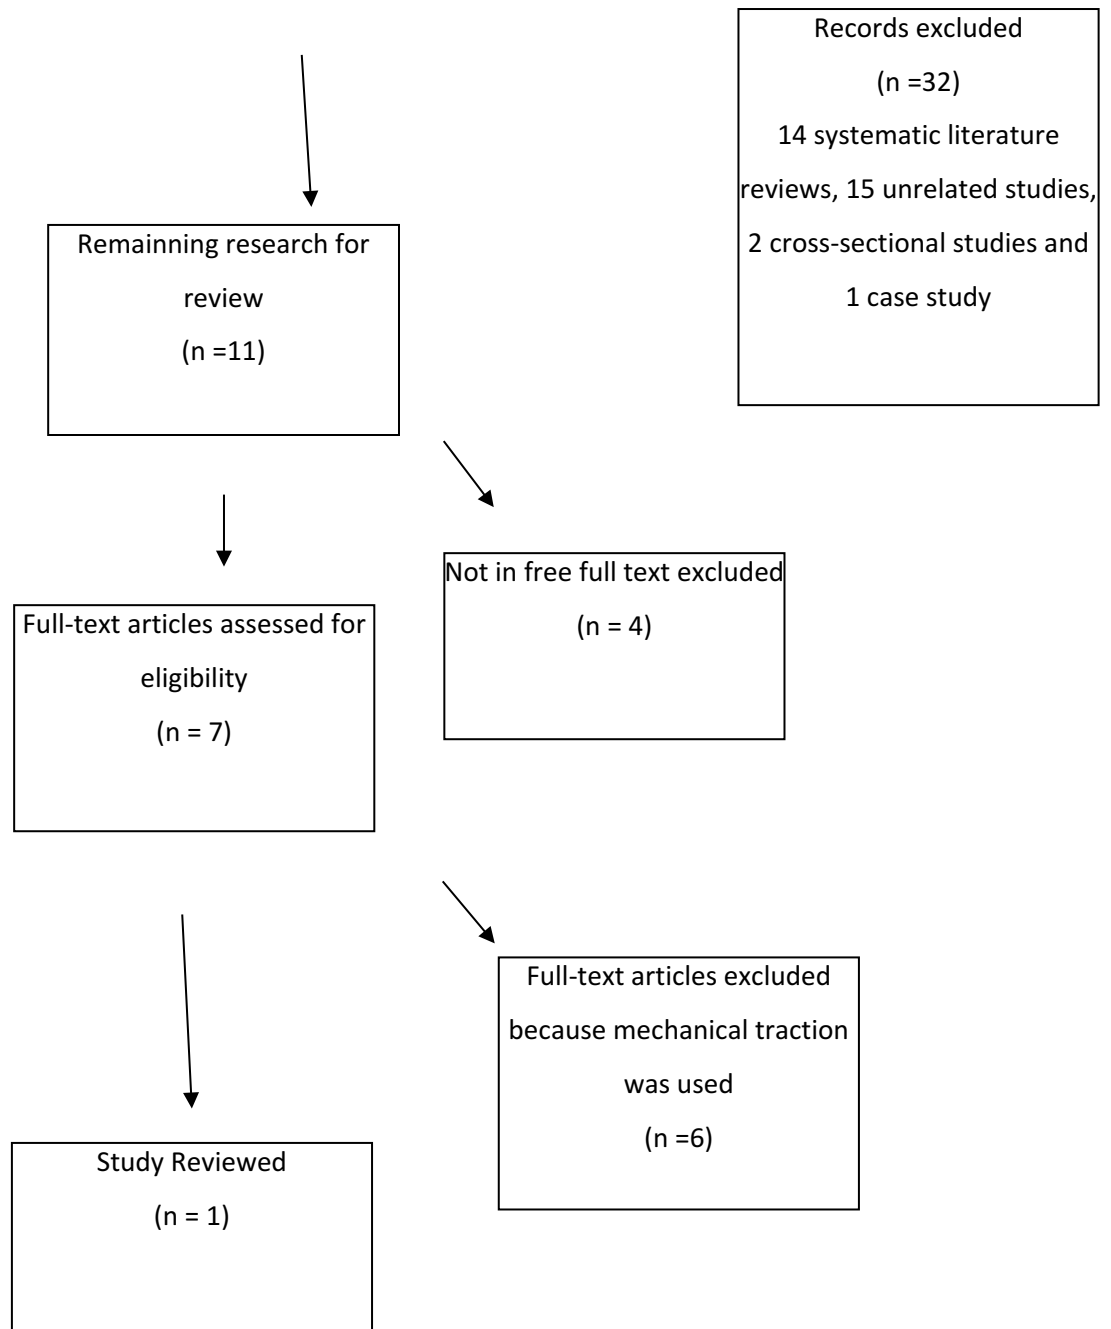 Records excluded
(n =32)
14 systematic literature
reviews, 15 unrelated studies,
2 cross-sectional studies and
1 case study
Remainning research for
review
(n =11)
Not in free full text excluded
(n = 4)
Full-text articles assessed for
eligibility
(n = 7)
Full-text articles excluded
because mechanical traction
was used
(n =6)
Study Reviewed
(n = 1)